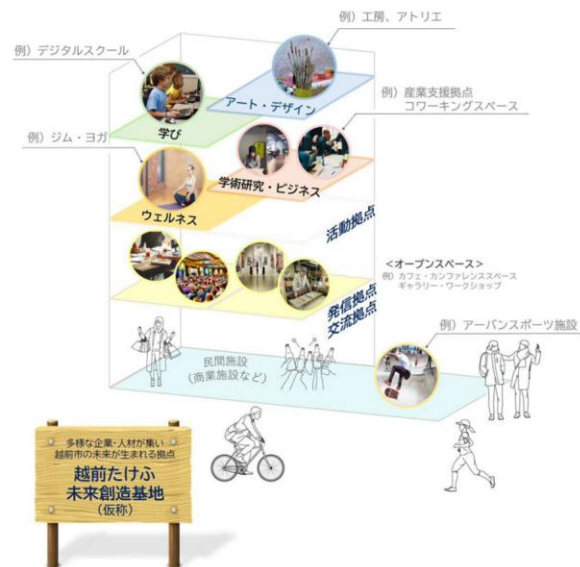 例）工房、アトリエ
例）デジタルスクール
アート・デザイン
例）産業支援拠点
コワーキングスペース
学び
例）ジム・ヨガ
学術研究・ビジネス
ウェルネス
活動拠点
＜オープンスペース＞
例）カフェ・カンファレンススペース
ギャラリー・ワークショップ
発信拠点
交流拠点
例）アーバンスポーツ施設
民間施設
（商業施設など）
多様な企業・人材が集い
越前市の未来が生まれる拠点
越前たけふ
未来創造基地
（仮称）